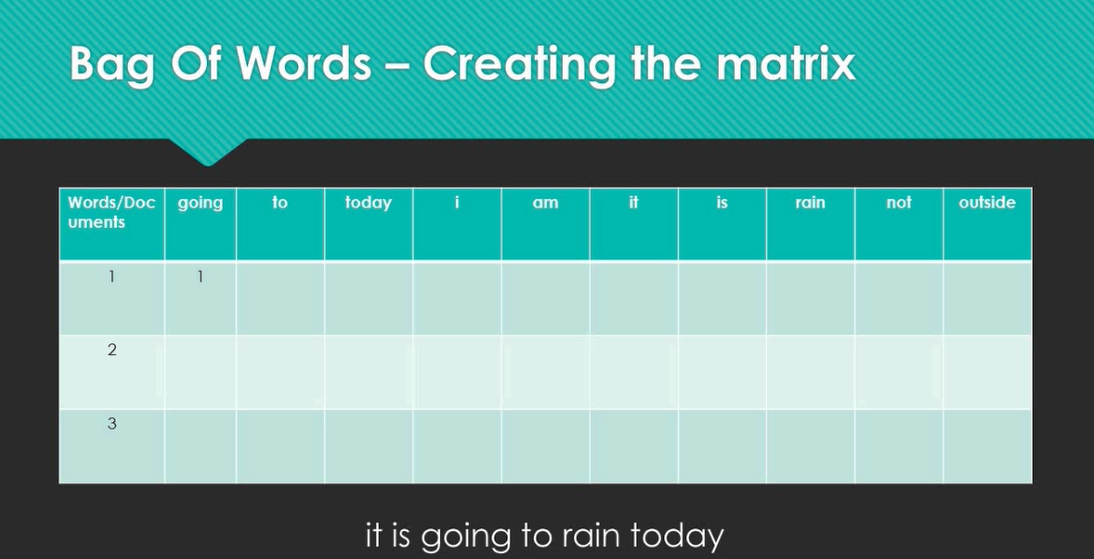 Bag Of Words – Creating the matrix
Words/Doc going to today i am it is rain not outside
uments
1 1
2
3
it is going to rain today